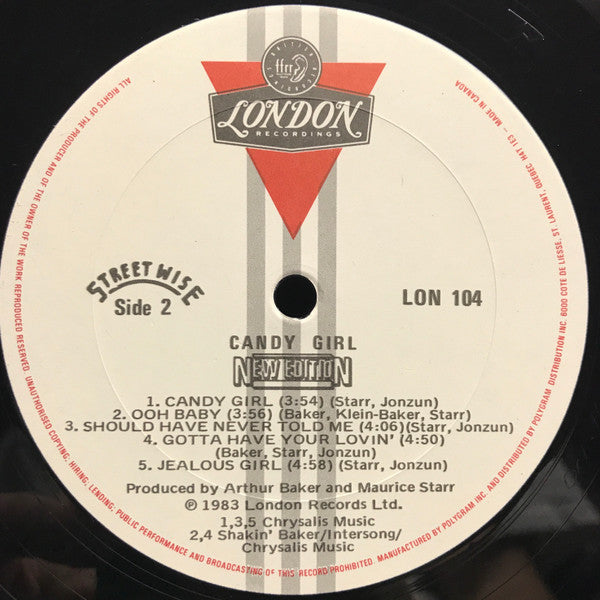 BRITISH
ffrr
RECORDINGS
LONDON
RECORDINGS
STREETWISE
Side 2
LON 104
CANDY GIRL
NEW EDITION
1. CANDY GIRL (3:54) (Starr, Jonzun)
2. OOH BABY (3:56) (Baker, Klein-Baker, Starr)
3. SHOULD HAVE NEVER TOLD ME (4:06)(Starr, Jonzun)
4. GOTTA HAVE YOUR LOVIN' (4:50)
(Baker, Starr, Jonzun)
5. JEALOUS GIRL (4:58) (Starr, Jonzun)
Produced by Arthur Baker and Maurice Starr
℗ 1983 London Records Ltd.
1,3,5 Chrysalis Music
2,4 Shakin' Baker/Intersong/
Chrysalis Music
ALL RIGHTS OF THE PRODUCER AND OF THE OWNER OF THE WORK REPRODUCED RESERVED. UNAUTHORISED COPYING, HIRING, LENDING, PUBLIC PERFORMANCE AND BROADCASTING OF THIS RECORD PROHIBITED. MANUFACTURED BY POLYGRAM INC. AND DISTRIBUTED BY POLYGRAM DISTRIBUTION INC. 6000 COTE DE LIESSE, ST. LAURENT, QUEBEC H4T 1E3 – MADE IN CANADA